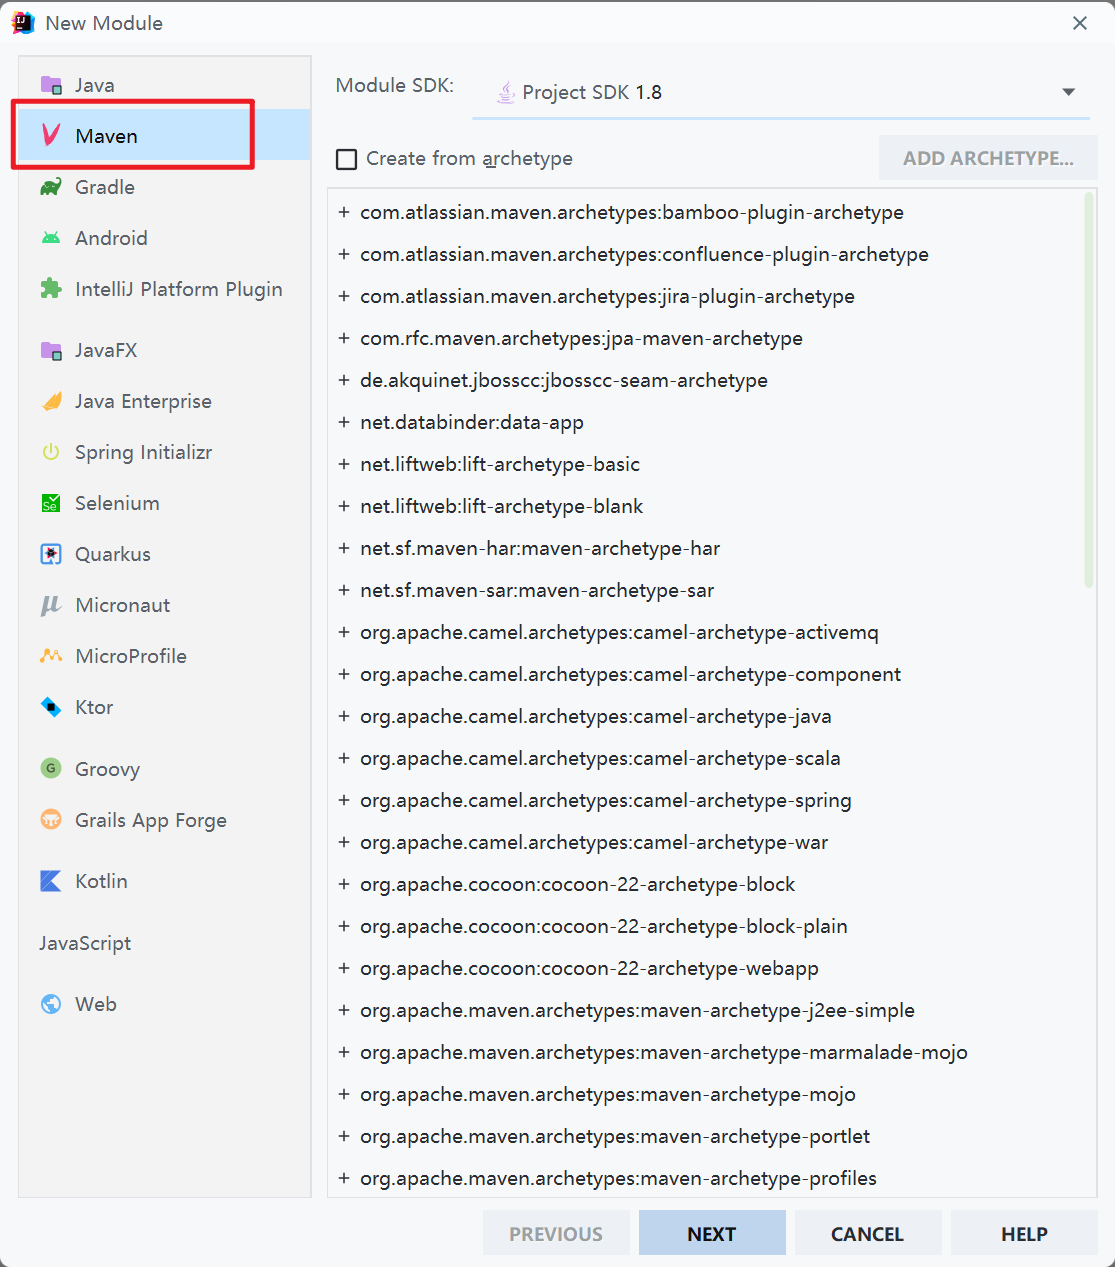 New Module
Java
Maven
Gradle
Android
IntelliJ Platform Plugin
JavaFX
Java Enterprise
Spring Initializr
Selenium
Quarkus
Micronaut
MicroProfile
Ktor
Groovy
Grails App Forge
Kotlin
JavaScript
Web
Module SDK:
Project SDK 1.8
Create from archetype
ADD ARCHETYPE...
+ com.atlassian.maven.archetypes:bamboo-plugin-archetype
+ com.atlassian.maven.archetypes:confluence-plugin-archetype
+ com.atlassian.maven.archetypes:jira-plugin-archetype
+ com.rfc.maven.archetypes:jpa-maven-archetype
+ de.akquinet.jbosscc:jbosscc-seam-archetype
+ net.databinder:data-app
+ net.liftweb:lift-archetype-basic
+ net.liftweb:lift-archetype-blank
+ net.sf.maven-har:maven-archetype-har
+ net.sf.maven-sar:maven-archetype-sar
+ org.apache.camel.archetypes:camel-archetype-activemq
+ org.apache.camel.archetypes:camel-archetype-component
+ org.apache.camel.archetypes:camel-archetype-java
+ org.apache.camel.archetypes:camel-archetype-scala
+ org.apache.camel.archetypes:camel-archetype-spring
+ org.apache.camel.archetypes:camel-archetype-war
+ org.apache.cocoon:cocoon-22-archetype-block
+ org.apache.cocoon:cocoon-22-archetype-block-plain
+ org.apache.cocoon:cocoon-22-archetype-webapp
+ org.apache.maven.archetypes:maven-archetype-j2ee-simple
+ org.apache.maven.archetypes:maven-archetype-marmalade-mojo
+ org.apache.maven.archetypes:maven-archetype-mojo
+ org.apache.maven.archetypes:maven-archetype-portlet
+ org.apache.maven.archetypes:maven-archetype-profiles
PREVIOUS
NEXT
CANCEL
HELP